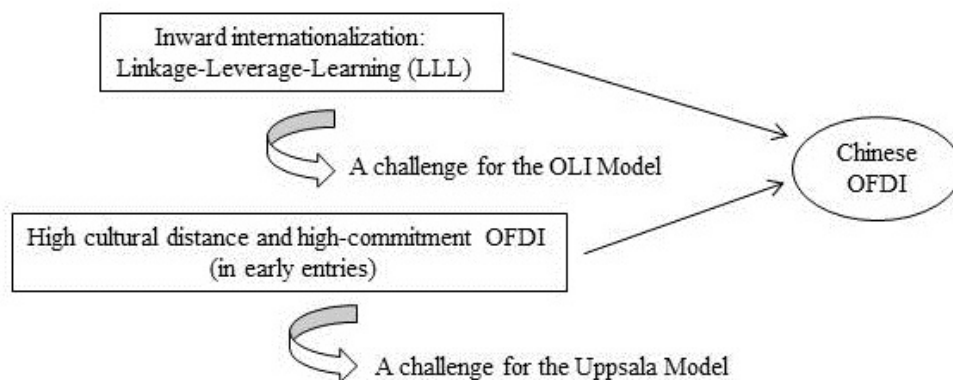 Inward internationalization:
Linkage-Leverage-Learning (LLL)
A challenge for the OLI Model
Chinese
OFDI
High cultural distance and high-commitment OFDI
(in early entries)
A challenge for the Uppsala Model